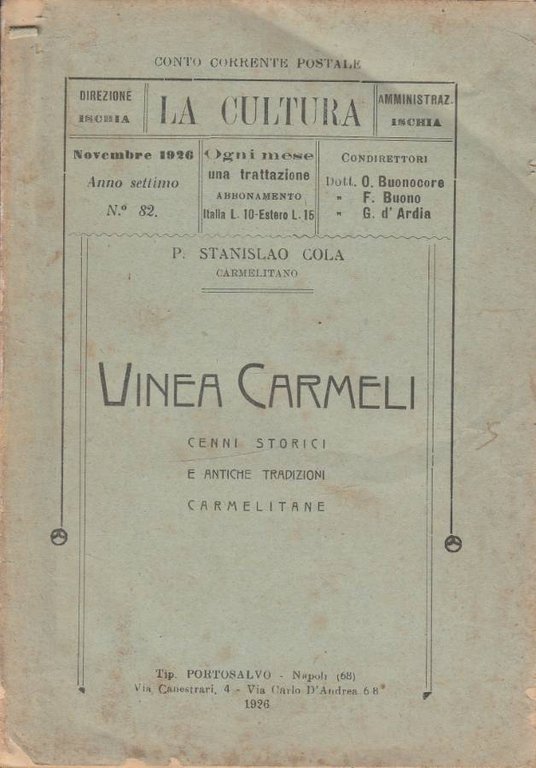 CONTO CORRENTE POSTALE
DIREZIONE
ISCHIA
LA CULTURA
AMMINISTRAZ.
ISCHIA
Novembre 1926
Anno settimo
N.º 82.
Ogni mese
una trattazione
ABBONAMENTO
Italia L. 10-Estero L. 15
CONDIRETTORI
Dott. O. Buonocore
" F. Buono
" G. d'Ardia
P. STANISLAO COLA
CARMELITANO
VINEA CARMELI
CENNI STORICI
E ANTICHE TRADIZIONI
CARMELITANE
Tip. PORTOSALVO - Napoli (68)
Via Canestrari, 4 - Via Carlo D'Andrea 6 8
1926